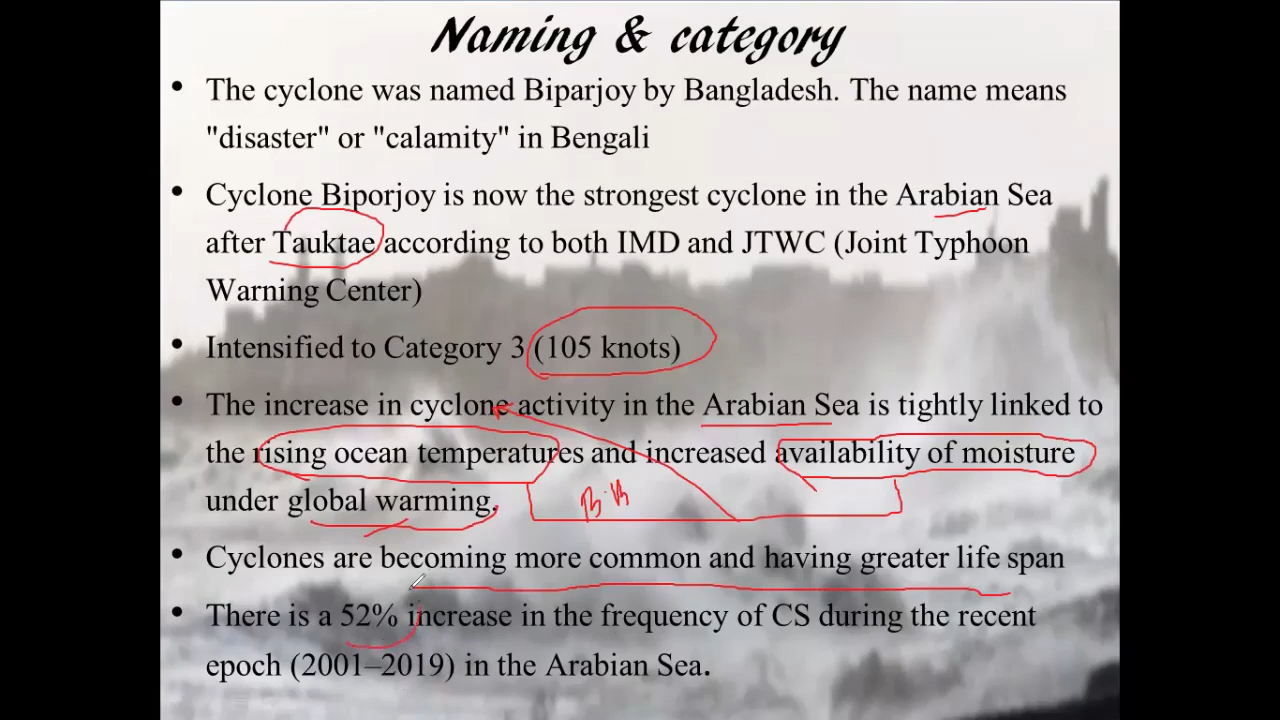 Naming & category
• The cyclone was named Biparjoy by Bangladesh. The name means
"disaster" or "calamity" in Bengali
• Cyclone Biporjoy is now the strongest cyclone in the Arabian Sea
after Tauktae according to both IMD and JTWC (Joint Typhoon
Warning Center)
• Intensified to Category 3 (105 knots)
• The increase in cyclone activity in the Arabian Sea is tightly linked to
the rising ocean temperatures and increased availability of moisture
under global warming.
• Cyclones are becoming more common and having greater life span
• There is a 52% increase in the frequency of CS during the recent
epoch (2001–2019) in the Arabian Sea.